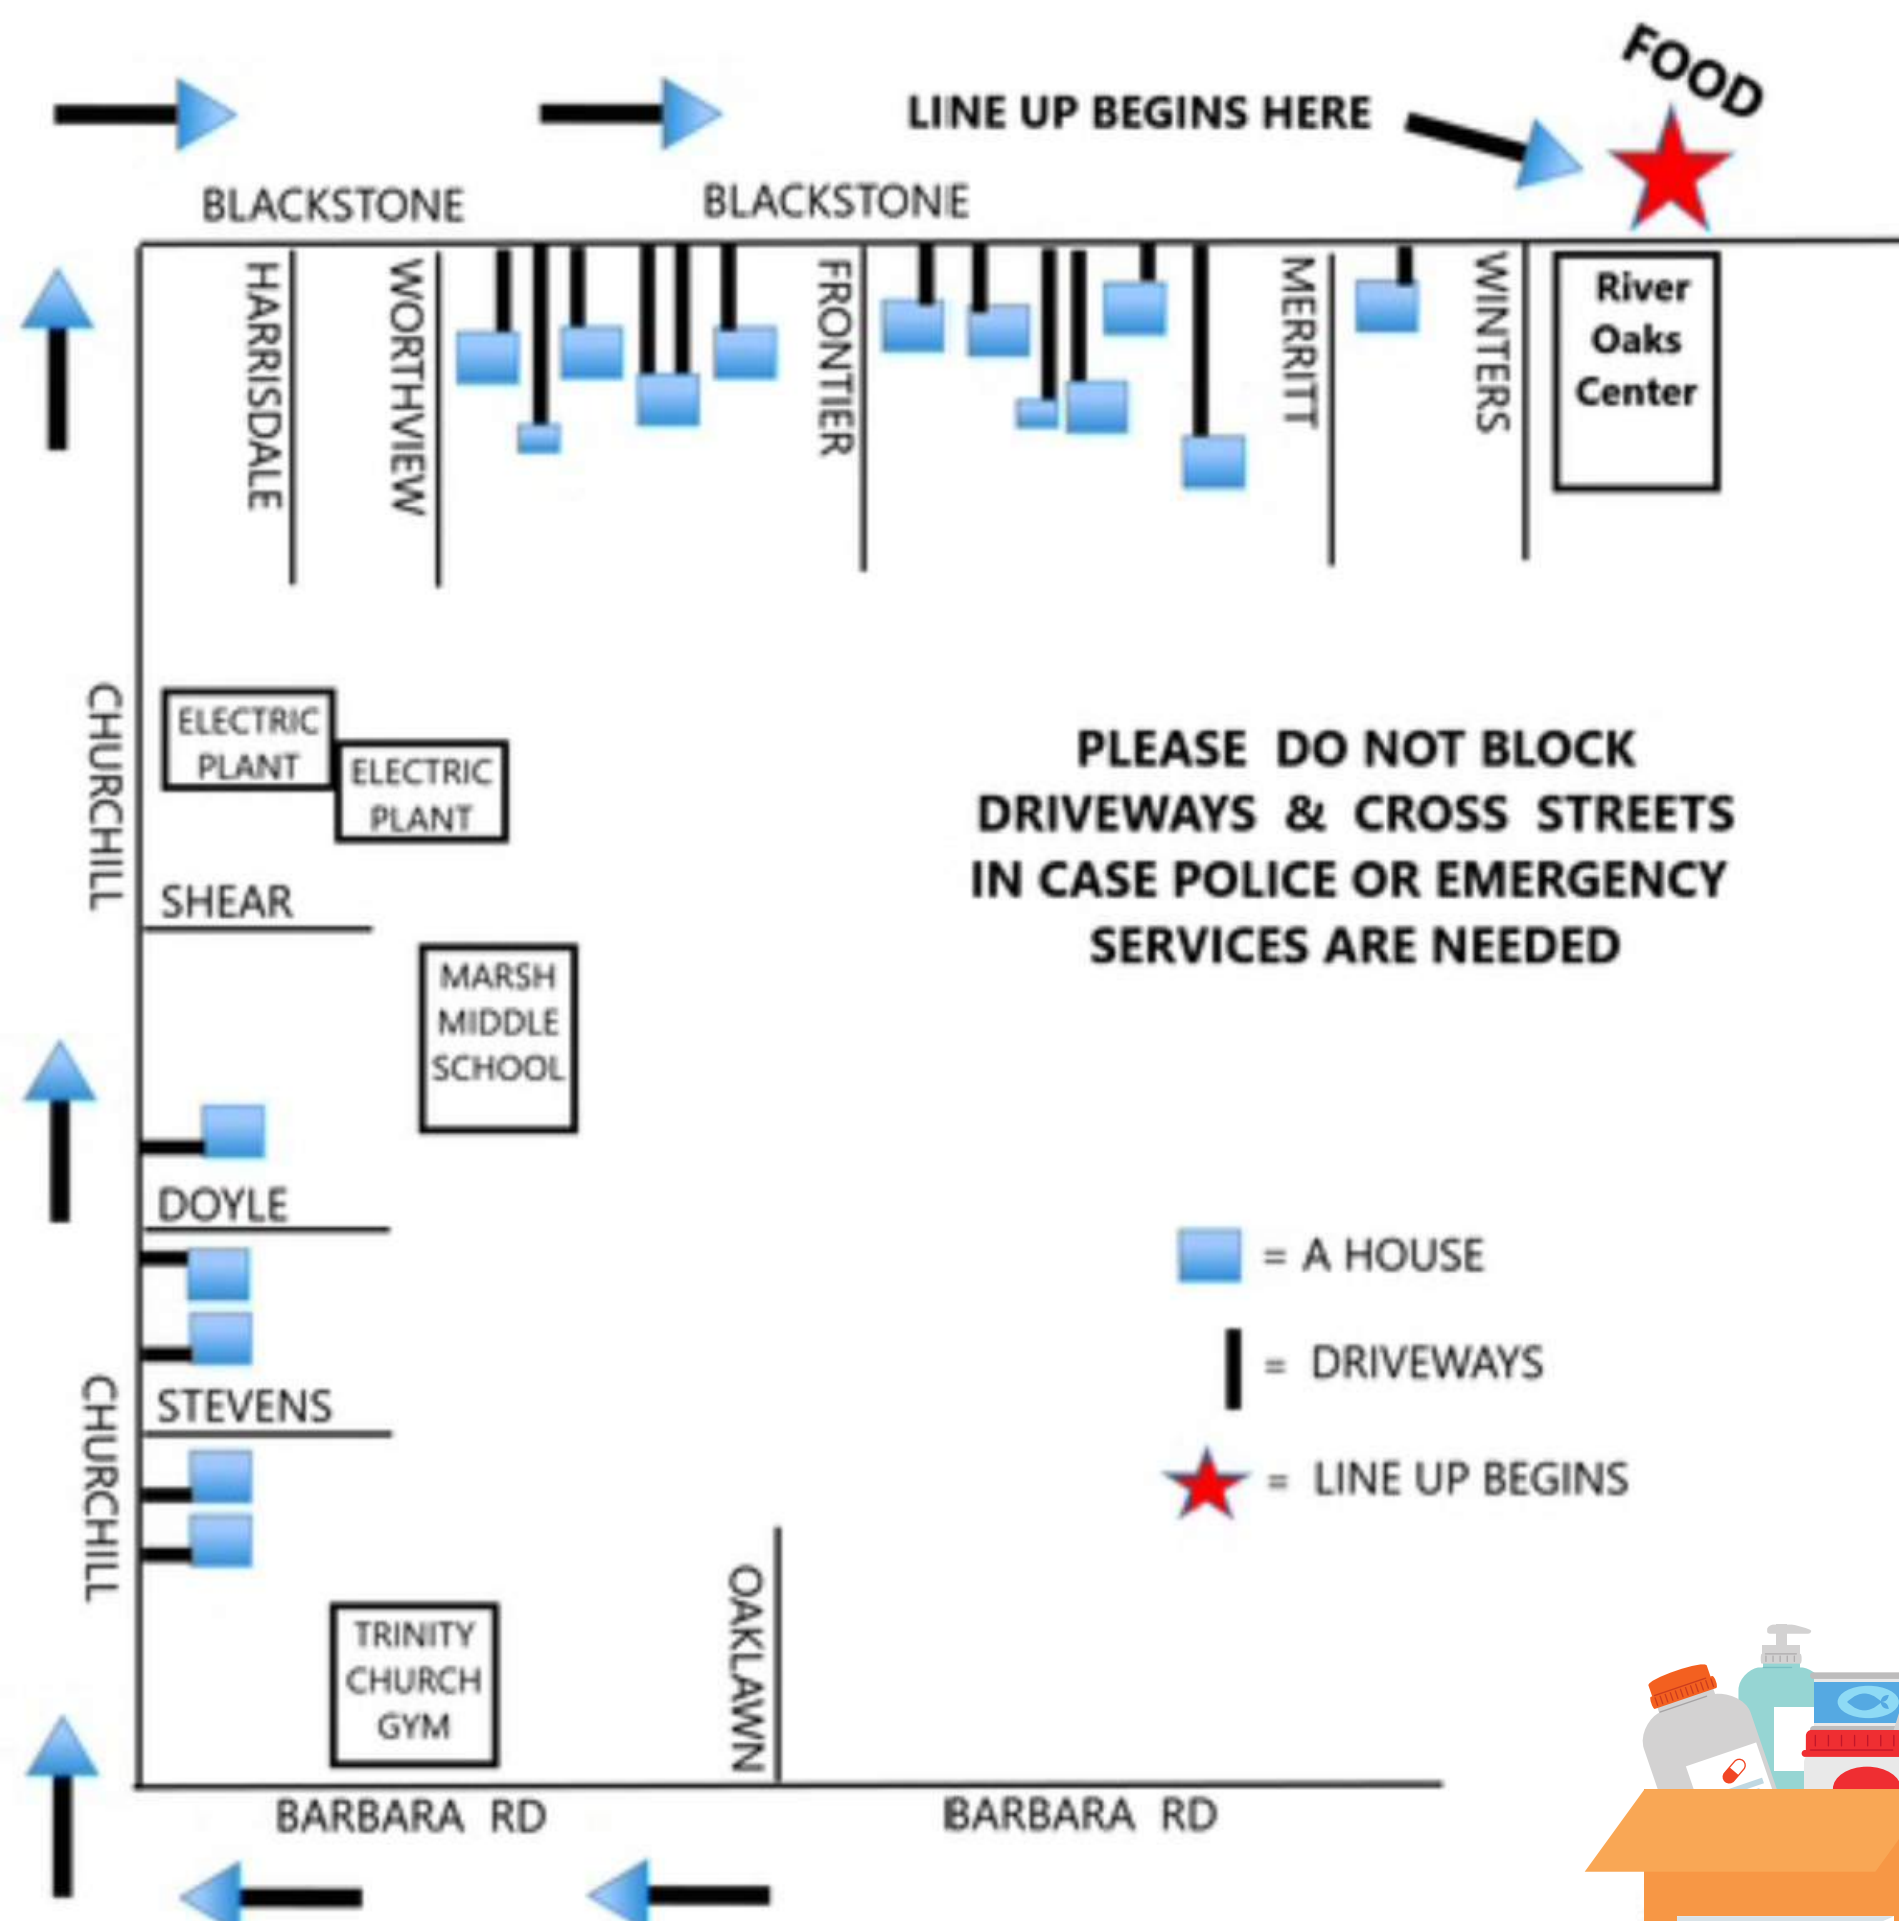 FOOD
LINE UP BEGINS HERE
BLACKSTONE
BLACKSTONE
HARRISDALE
WORTHVIEW
FRONTIER
MERRITT
WINTERS
River
Oaks
Center
CHURCHILL
ELECTRIC
PLANT
ELECTRIC
PLANT
PLEASE DO NOT BLOCK
DRIVEWAYS & CROSS STREETS
IN CASE POLICE OR EMERGENCY
SERVICES ARE NEEDED
SHEAR
MARSH
MIDDLE
SCHOOL
DOYLE
= A HOUSE
= DRIVEWAYS
STEVENS
CHURCHILL
= LINE UP BEGINS
OAKLAWN
TRINITY
CHURCH
GYM
BARBARA RD
BARBARA RD